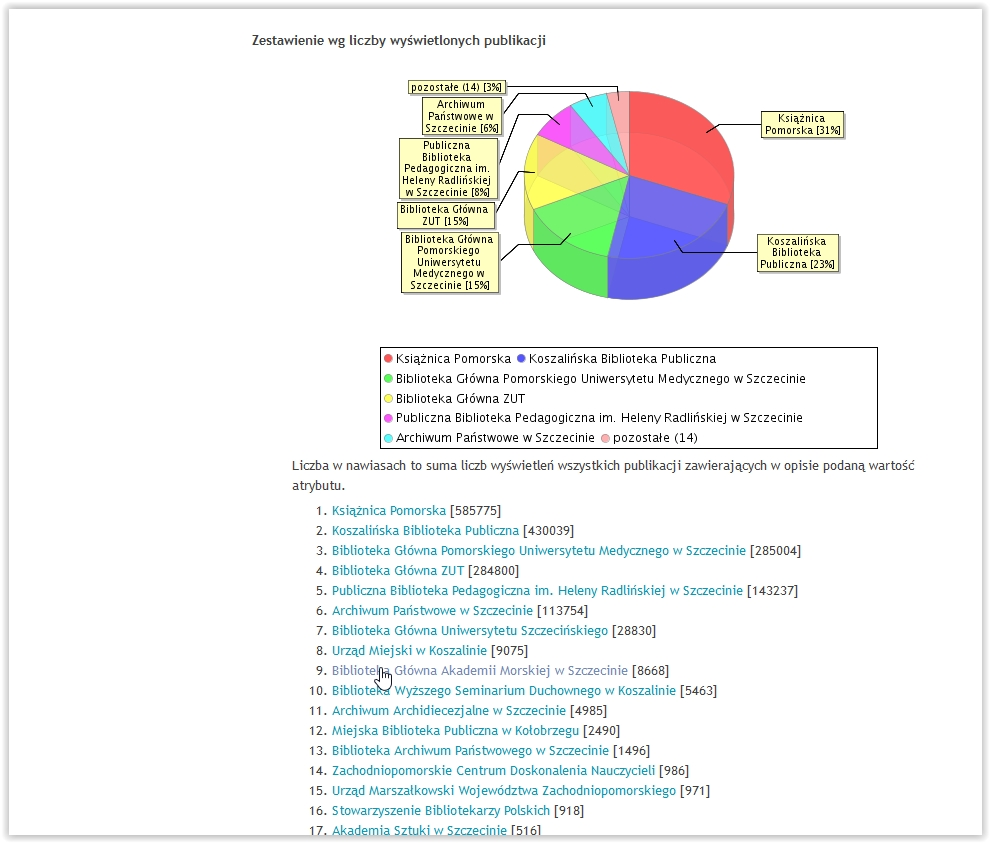 Zestawienie wg liczby wyświetlonych publikacji
pozostałe (14) [3%]
Archiwum
Państwowe w
Szczecinie [6%]
Publiczna
Biblioteka
Pedagogiczna im.
Heleny Radlińskiej
w Szczecinie [8%]
Biblioteka Główna
ZUT [15%]
Biblioteka Główna
Pomorskiego
Uniwersytetu
Medycznego w
Szczecinie [15%]
Książnica
Pomorska [31%]
Koszalińska
Biblioteka
Publiczna [23%]
Książnica Pomorska Koszalińska Biblioteka Publiczna
Biblioteka Główna Pomorskiego Uniwersytetu Medycznego w Szczecinie
Biblioteka Główna ZUT
Publiczna Biblioteka Pedagogiczna im. Heleny Radlińskiej w Szczecinie
Archiwum Państwowe w Szczecinie pozostałe (14)
Liczba w nawiasach to suma liczb wyświetleń wszystkich publikacji zawierających w opisie podaną wartość
atrybutu.
1. Książnica Pomorska [585775]
2. Koszalińska Biblioteka Publiczna [430039]
3. Biblioteka Główna Pomorskiego Uniwersytetu Medycznego w Szczecinie [285004]
4. Biblioteka Główna ZUT [284800]
5. Publiczna Biblioteka Pedagogiczna im. Heleny Radlińskiej w Szczecinie [143237]
6. Archiwum Państwowe w Szczecinie [113754]
7. Biblioteka Główna Uniwersytetu Szczecińskiego [28830]
8. Urząd Miejski w Koszalinie [9075]
9. Biblioteka Główna Akademii Morskiej w Szczecinie [8668]
10. Biblioteka Wyższego Seminarium Duchownego w Koszalinie [5463]
11. Archiwum Archidiecezjalne w Szczecinie [4985]
12. Miejska Biblioteka Publiczna w Kołobrzegu [2490]
13. Biblioteka Archiwum Państwowego w Szczecinie [1496]
14. Zachodniopomorskie Centrum Doskonalenia Nauczycieli [986]
15. Urząd Marszałkowski Województwa Zachodniopomorskiego [971]
16. Stowarzyszenie Bibliotekarzy Polskich [918]
17. Akademia Sztuki w Szczecinie [516]